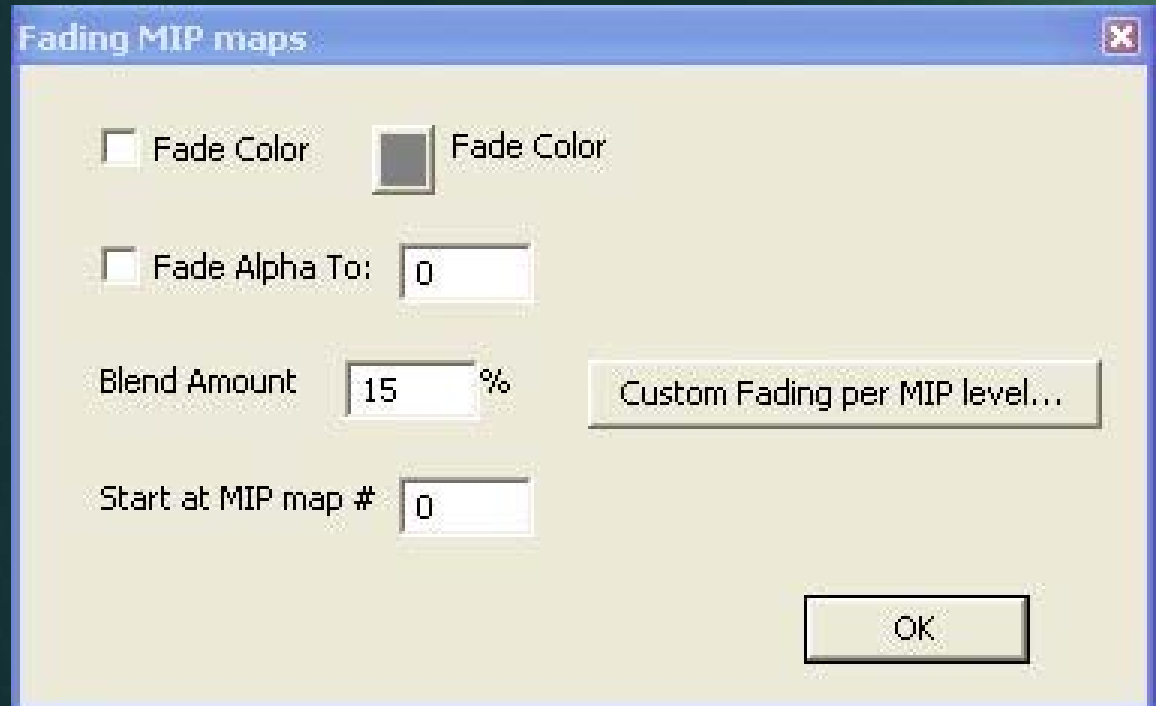 Fading MIP maps
Fade Color Fade Color
Fade Alpha To: 0
Blend Amount 15 % Custom Fading per MIP level...
Start at MIP map # 0
OK